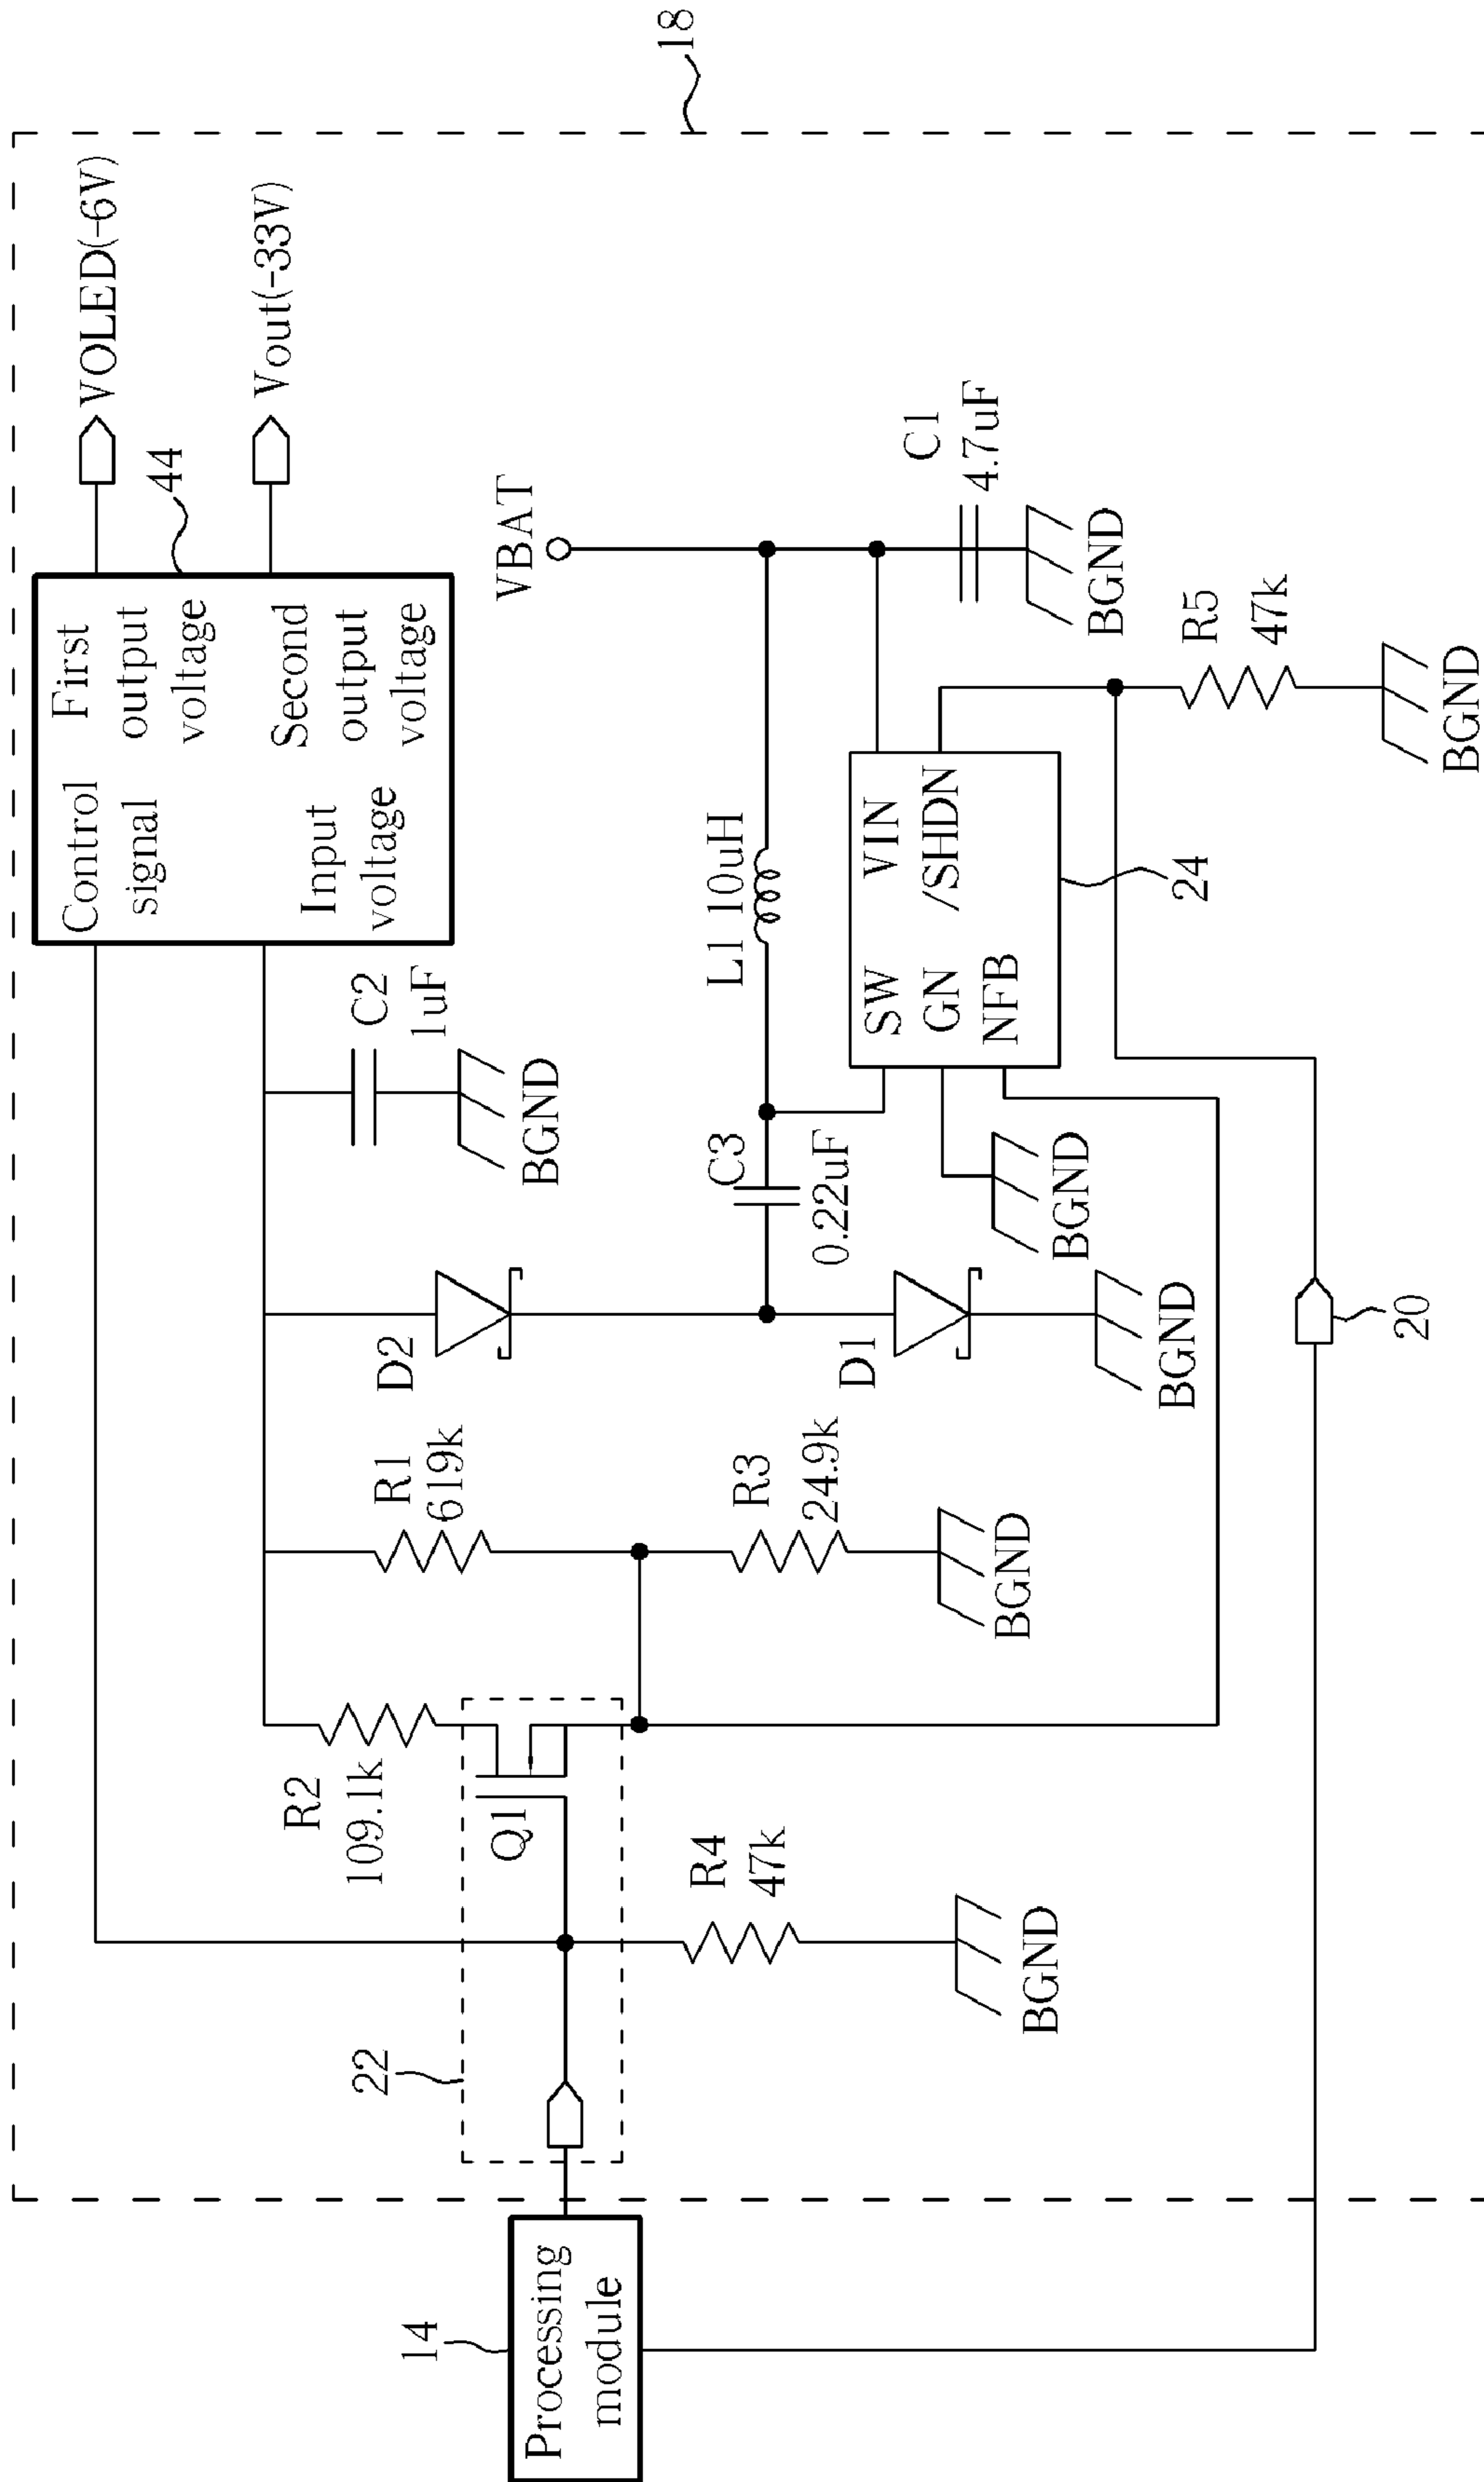 18
VOLED(-6V)
Vout(-33V)
44
First
output
voltage
Second
output
voltage
Control
signal
Input
voltage
VBAT
C1
4.7uF
BGND
R5
47k
BGND
L1 10uH
VIN
/SHDN
SW
GN
NFB
24
C2
1uF
BGND
C3
0.22uF
BGND
D2
D1
BGND
20
R1
619k
R3
24.9k
BGND
R2
109.1k
Q1
R4
47k
BGND
22
14
Processing
module